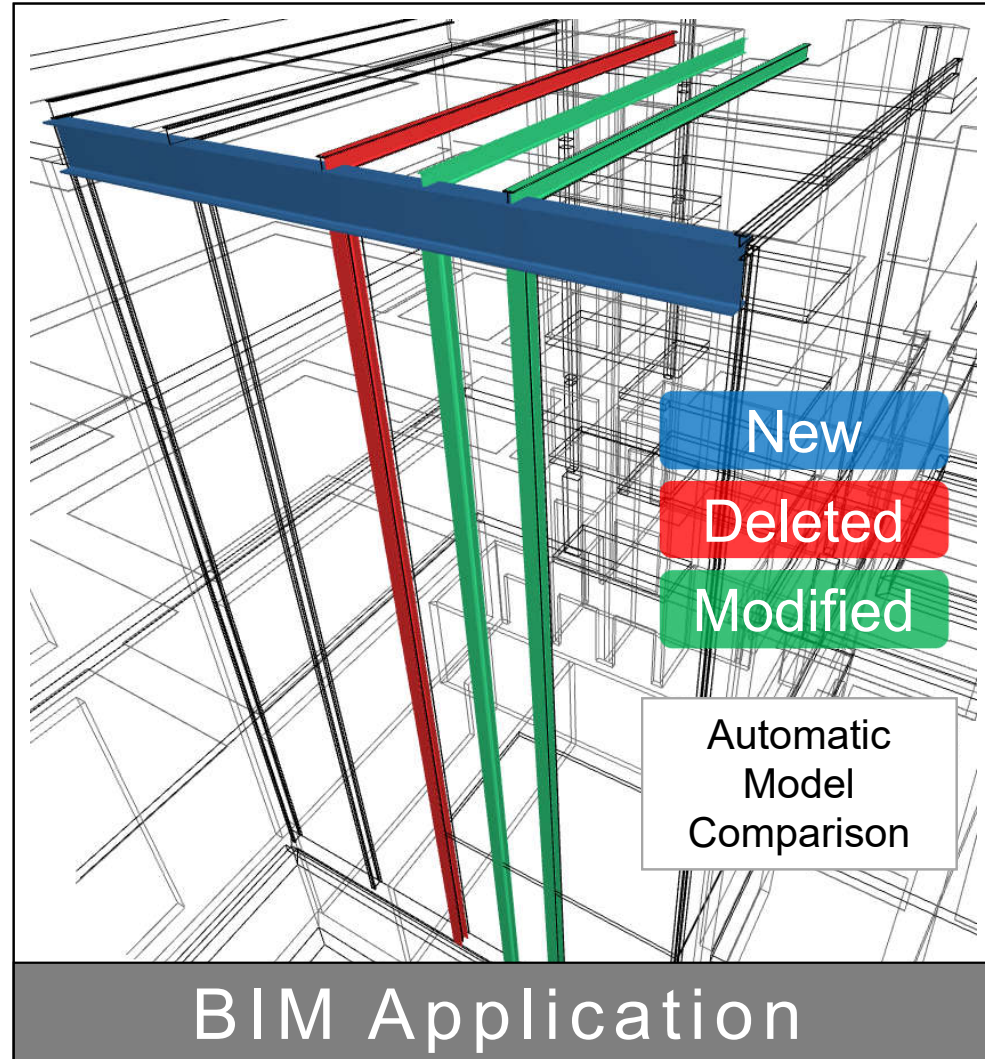 New
Deleted
Modified
Automatic
Model
Comparison
BIM Application